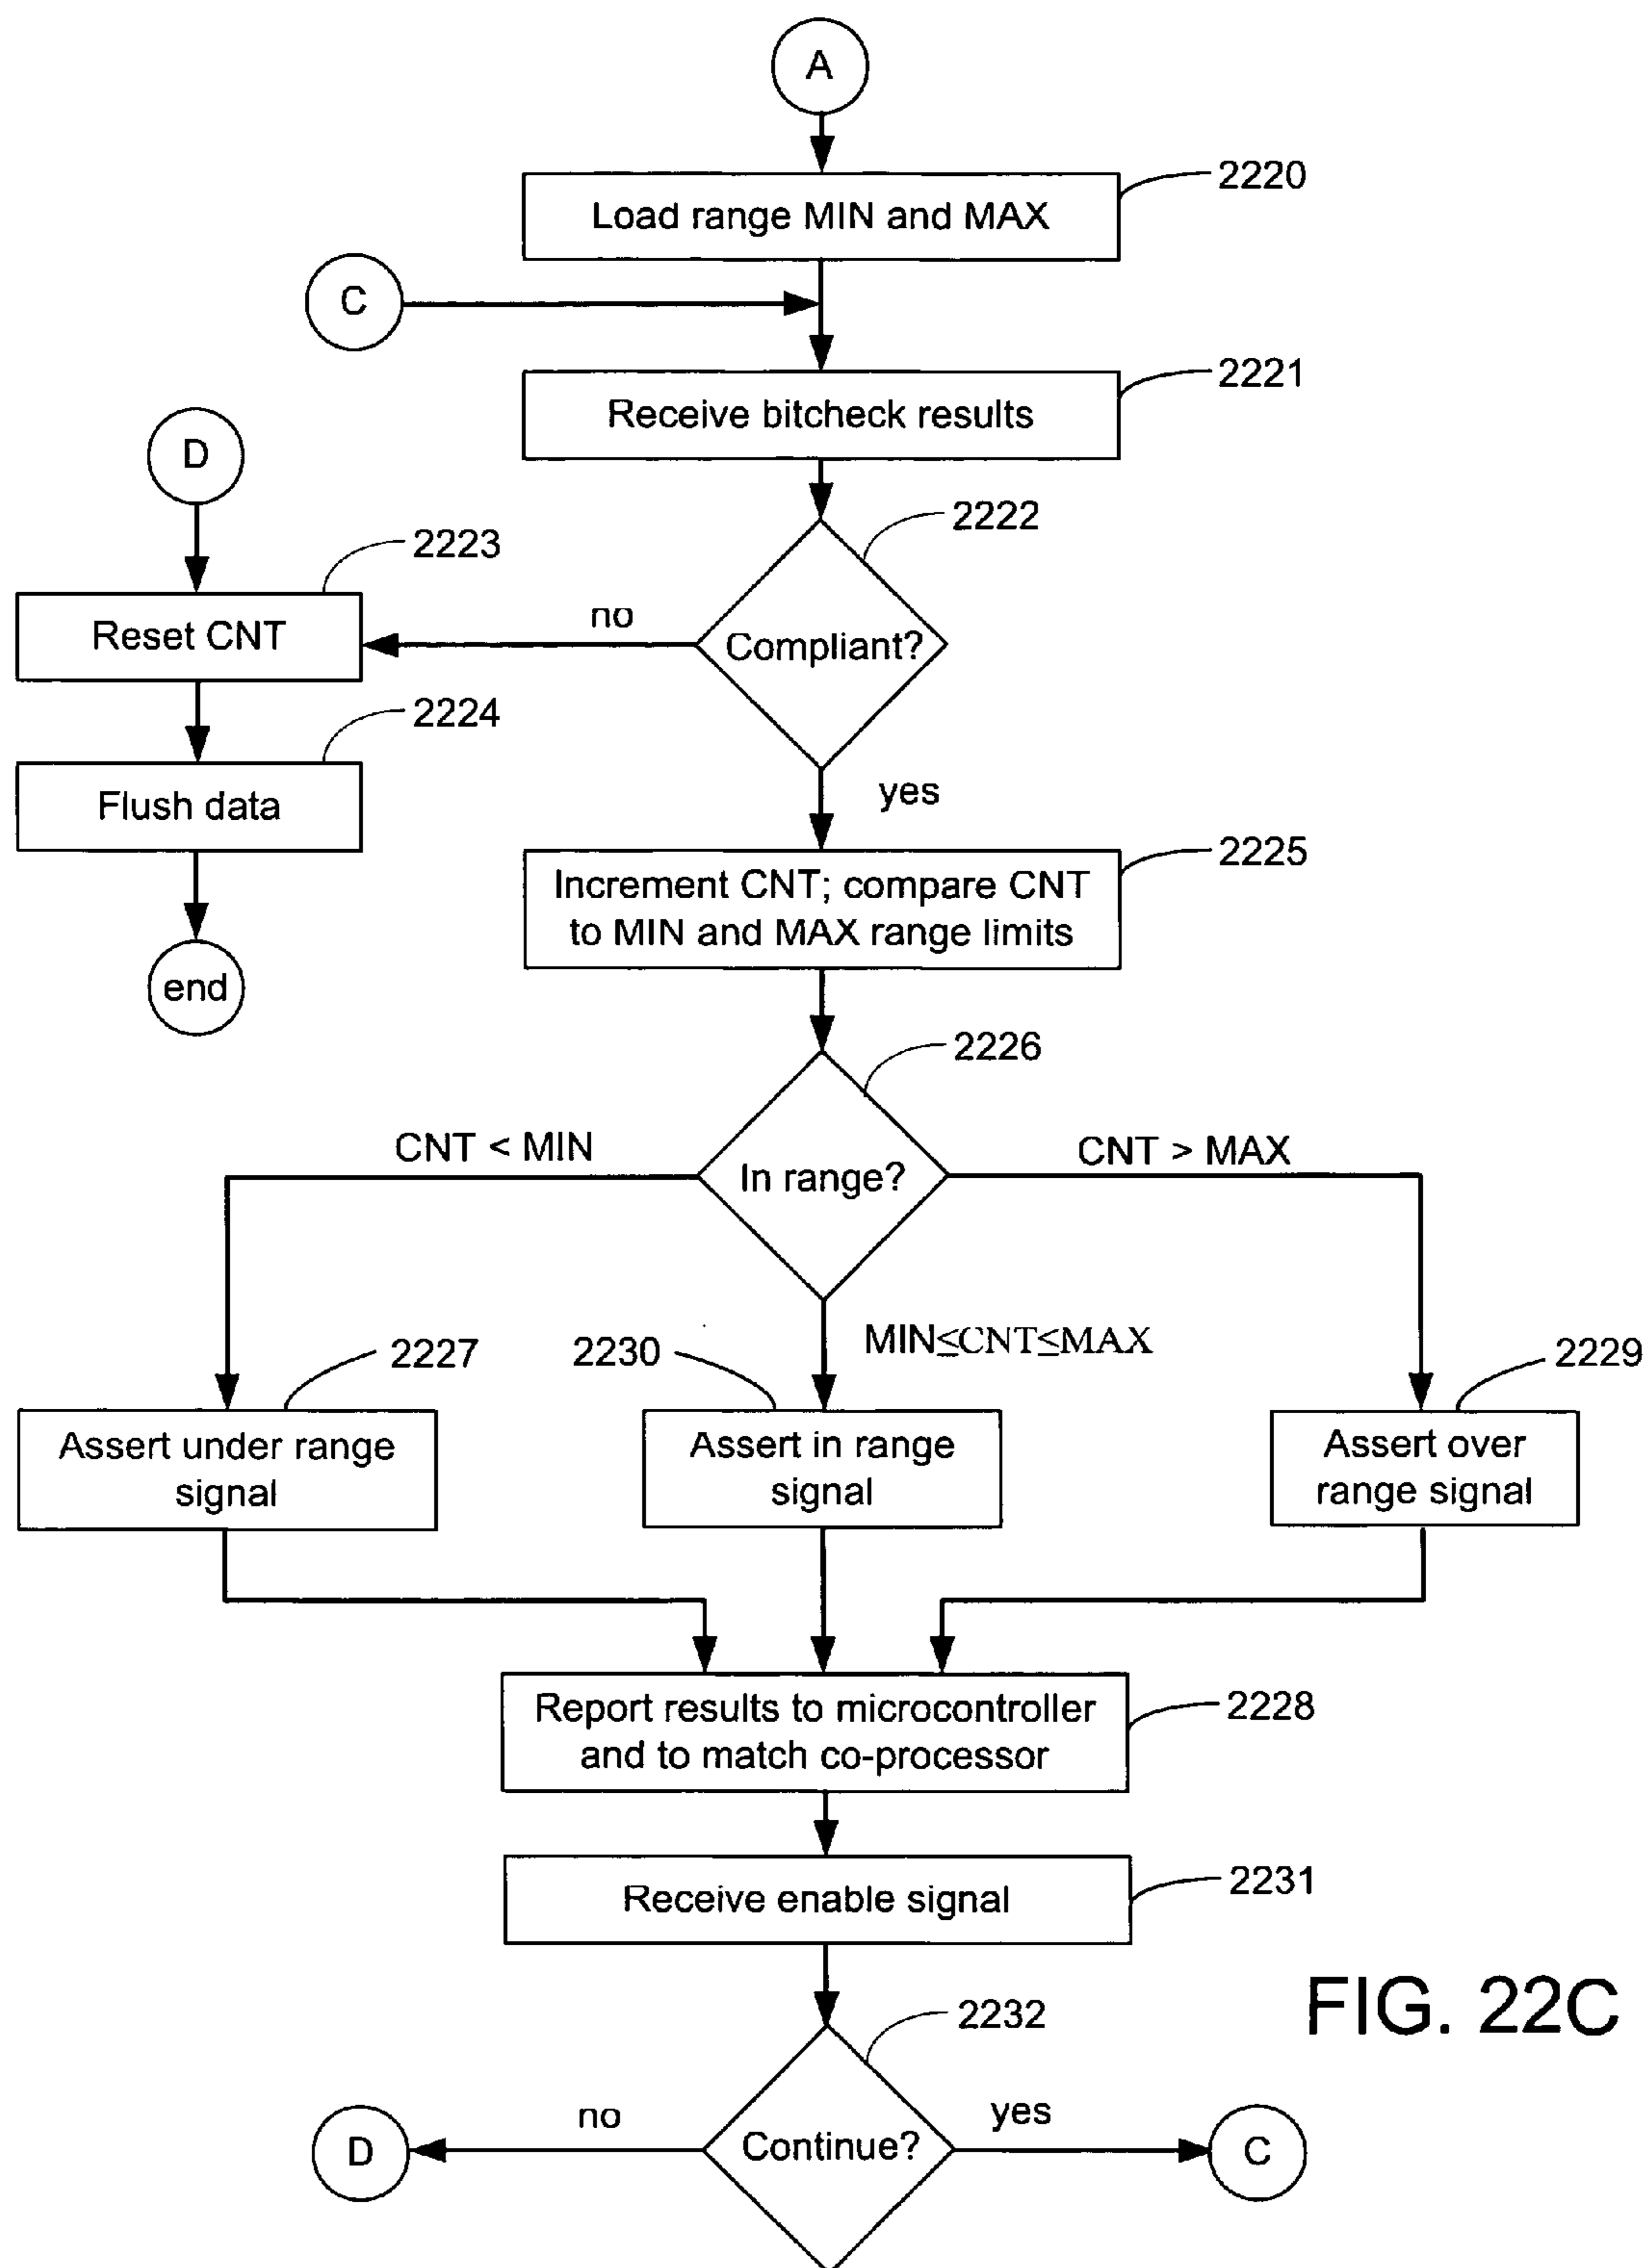 A
2220
Load range MIN and MAX
C
2221
Receive bitcheck results
D
2222
2223
no
Reset CNT
Compliant?
2224
Flush data
yes
2225
Increment CNT; compare CNT
to MIN and MAX range limits
end
2226
CNT < MIN
CNT > MAX
In range?
MIN≤CNT≤MAX
2227
2230
2229
Assert under range
signal
Assert in range
signal
Assert over
range signal
Report results to microcontroller
and to match co-processor
2228
Receive enable signal
2231
FIG. 22C
2232
no
yes
D
Continue?
C